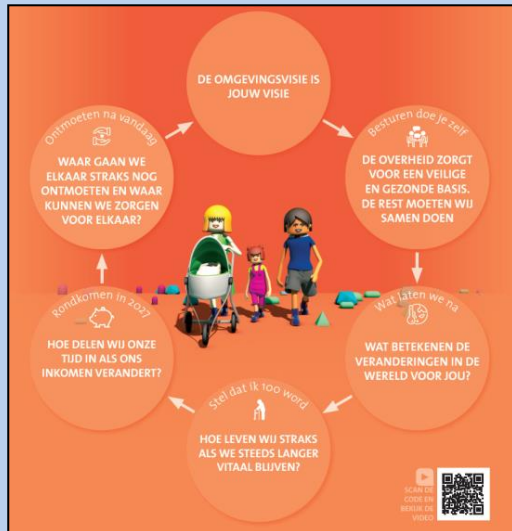 DE OMGEVINGSVISIE IS
JOUW VISIE
Besturen doe je zelf
DE OVERHEID ZORGT
VOOR EEN VEILIGE
EN GEZONDE BASIS.
DE REST MOETEN WIJ
SAMEN DOEN
Wat laten we na
WAT BETEKENEN DE
VERANDERINGEN IN DE
WERELD VOOR JOU?
Stel dat ik 100 word
HOE LEVEN WIJ STRAKS
ALS WE STEEDS LANGER
VITAAL BLIJVEN?
Rondkomen in 2027
HOE DELEN WIJ ONZE
TIJD IN ALS ONS
INKOMEN VERANDERT?
Ontmoeten na vandaag
WAAR GAAN WE
ELKAAR STRAKS NOG
ONTMOETEN EN WAAR
KUNNEN WE ZORGEN
VOOR ELKAAR?
SCAN DE
CODE EN
BEKIJK DE
VIDEO